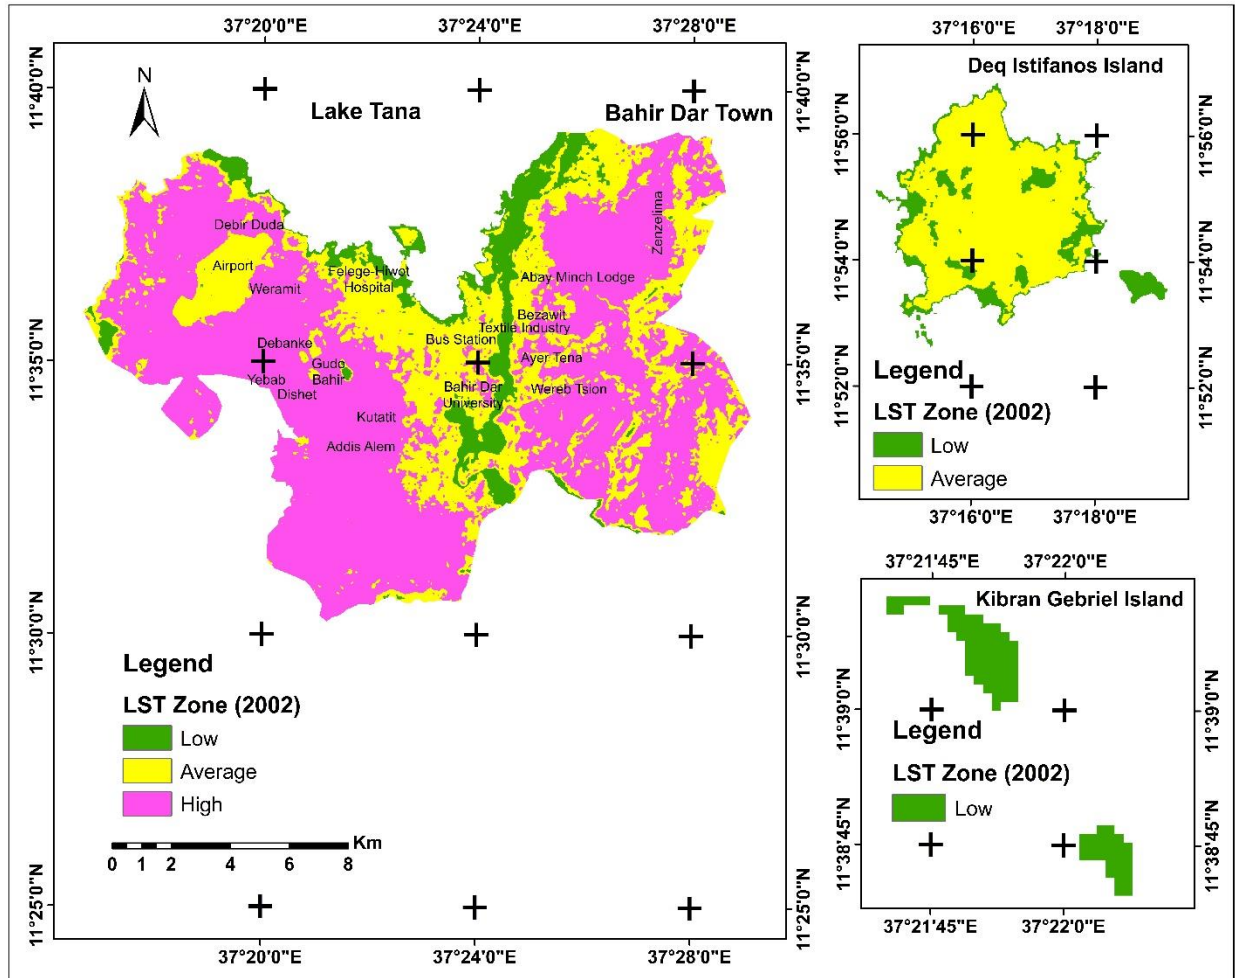 37°20'0"E 37°24'0"E 37°28'0"E
11°40'0"N
11°35'0"N
11°30'0"N
11°25'0"N
N
Lake Tana
Bahir Dar Town
Debir Duda
Airport
Weramit
Felege-Hiwot
Hospital
Zenzelima
Abay Minch Lodge
Bezawit
Textile Industry
Bus Station
Debanke
Gudo
Bahir
Ayer Tena
Yebab
Dishet
Bahir Dar
University
Wereb Tsion
Kutatit
Addis Alem
Legend
LST Zone (2002)
Low
Average
High
0 1 2 4 6 8
Km
11°40'0"N
11°35'0"N
11°30'0"N
11°25'0"N
37°20'0"E 37°24'0"E 37°28'0"E
37°16'0"E 37°18'0"E
Deq Istifanos Island
11°56'0"N
11°54'0"N
11°52'0"N
11°56'0"N
11°54'0"N
11°52'0"N
Legend
LST Zone (2002)
Low
Average
37°16'0"E 37°18'0"E
37°21'45"E 37°22'0"E
Kibran Gebriel Island
11°39'0"N
11°38'45"N
11°39'0"N
11°38'45"N
Legend
LST Zone (2002)
Low
37°21'45"E 37°22'0"E